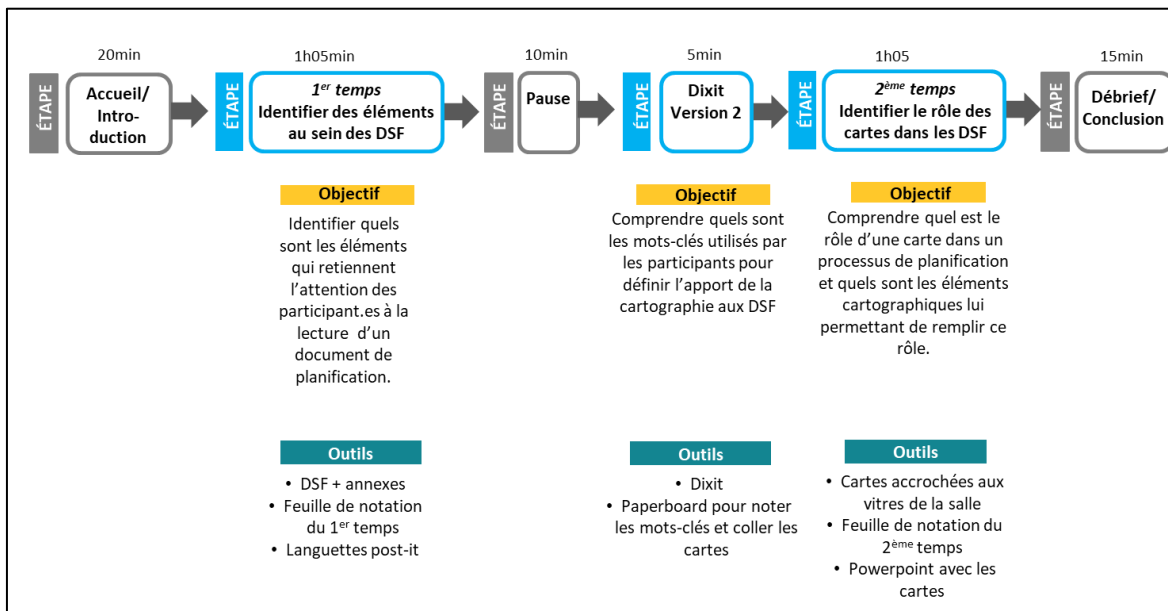 20min
ÉTAPE
Accueil/
Intro-
duction
1h05min
ÉTAPE
1er temps
Identifier des éléments
au sein des DSF
10min
ÉTAPE
Pause
5min
ÉTAPE
Dixit
Version 2
1h05
ÉTAPE
2ème temps
Identifier le rôle des
cartes dans les DSF
15min
ÉTAPE
Débrief/
Conclusion
Objectif
Identifier quels
sont les éléments
qui retiennent
l’attention des
participant.es à la
lecture d’un
document de
planification.
Objectif
Comprendre quels sont
les mots-clés utilisés par
les participants pour
définir l’apport de la
cartographie aux DSF
Objectif
Comprendre quel est le
rôle d’une carte dans un
processus de planification
et quels sont les éléments
cartographiques lui
permettant de remplir ce
rôle.
Outils
• DSF + annexes
• Feuille de notation
du 1er temps
• Languettes post-it
Outils
• Dixit
• Paperboard pour noter
les mots-clés et coller les
cartes
Outils
• Cartes accrochées aux
vitres de la salle
• Feuille de notation du
2ème temps
• Powerpoint avec les
cartes